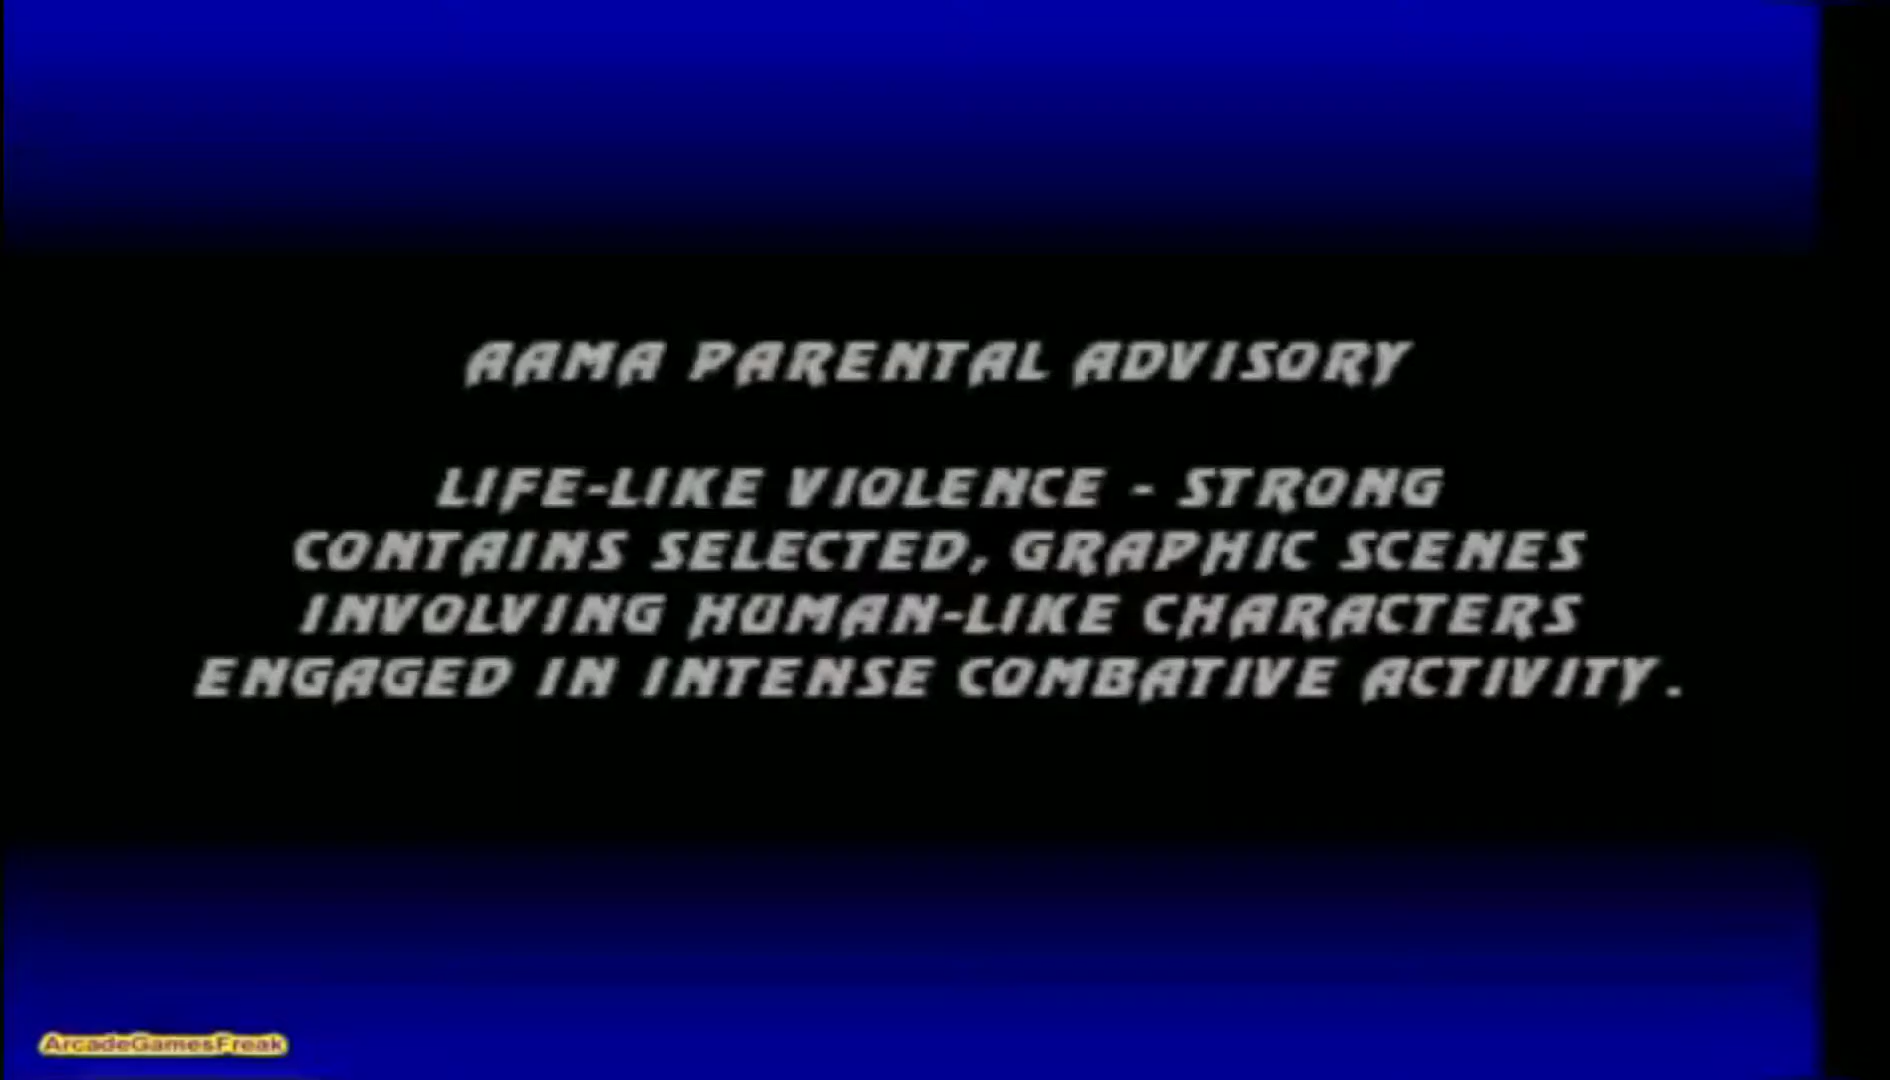 AAMA PARENTAL ADVISORY
LIFE-LIKE VIOLENCE - STRONG
CONTAINS SELECTED, GRAPHIC SCENES
INVOLVING HUMAN-LIKE CHARACTERS
ENGAGED IN INTENSE COMBATIVE ACTIVITY.
ArcadeGamesFreak